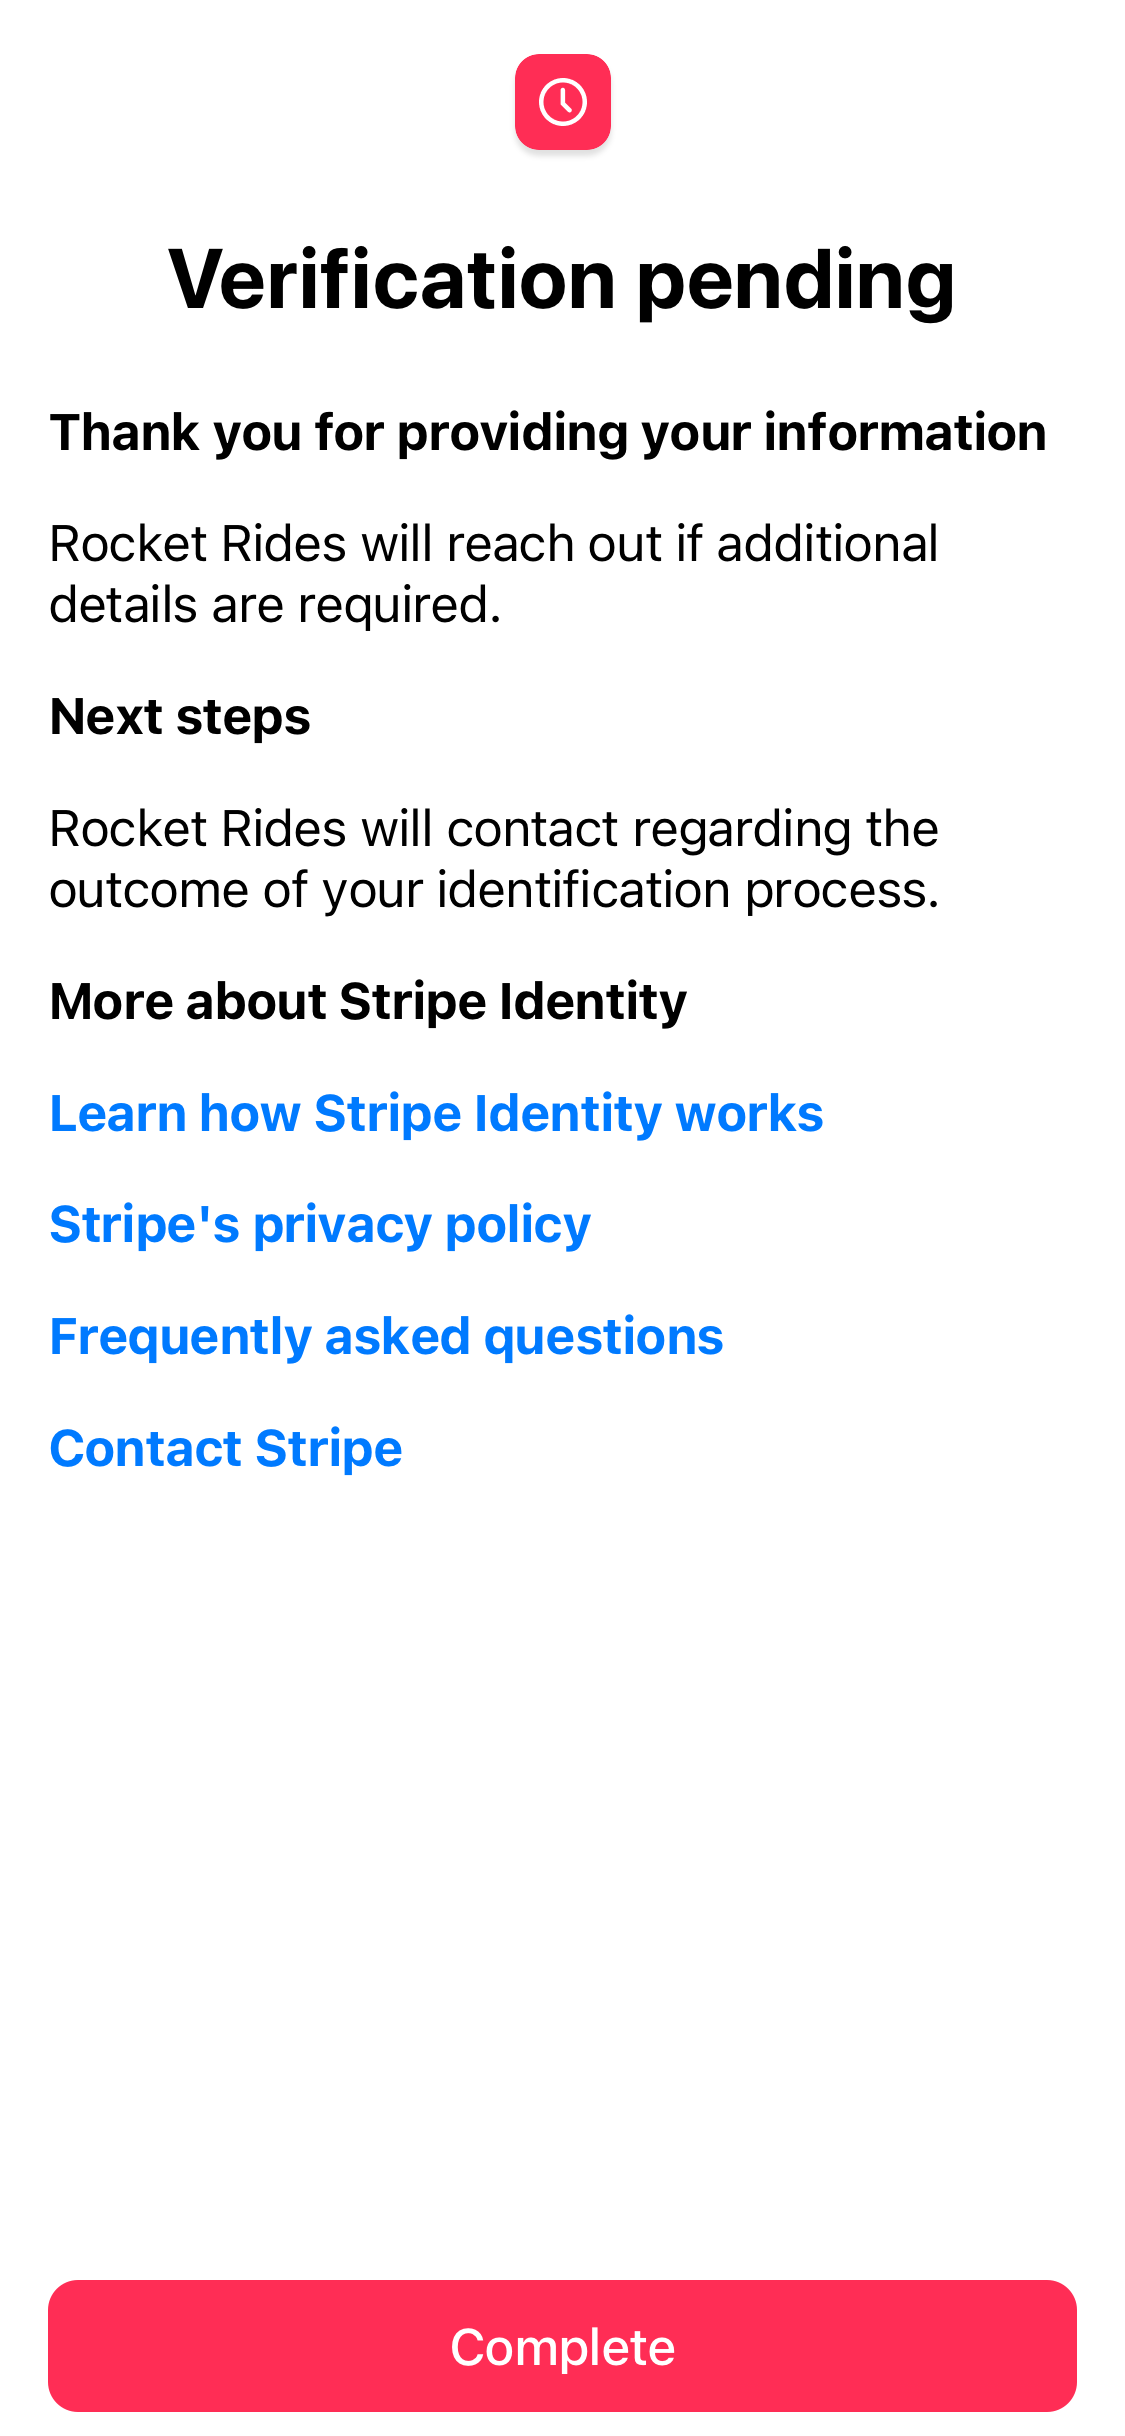 Verification pending
Thank you for providing your information
Rocket Rides will reach out if additional
details are required.
Next steps
Rocket Rides will contact regarding the
outcome of your identification process.
More about Stripe Identity
Learn how Stripe Identity works
Stripe's privacy policy
Frequently asked questions
Contact Stripe
Complete